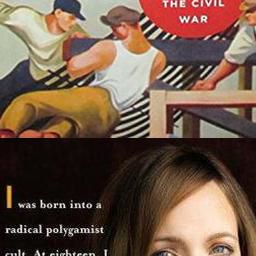 THE CIVIL
WAR
I was born into a
radical polygamist
cult. At eighteen, I